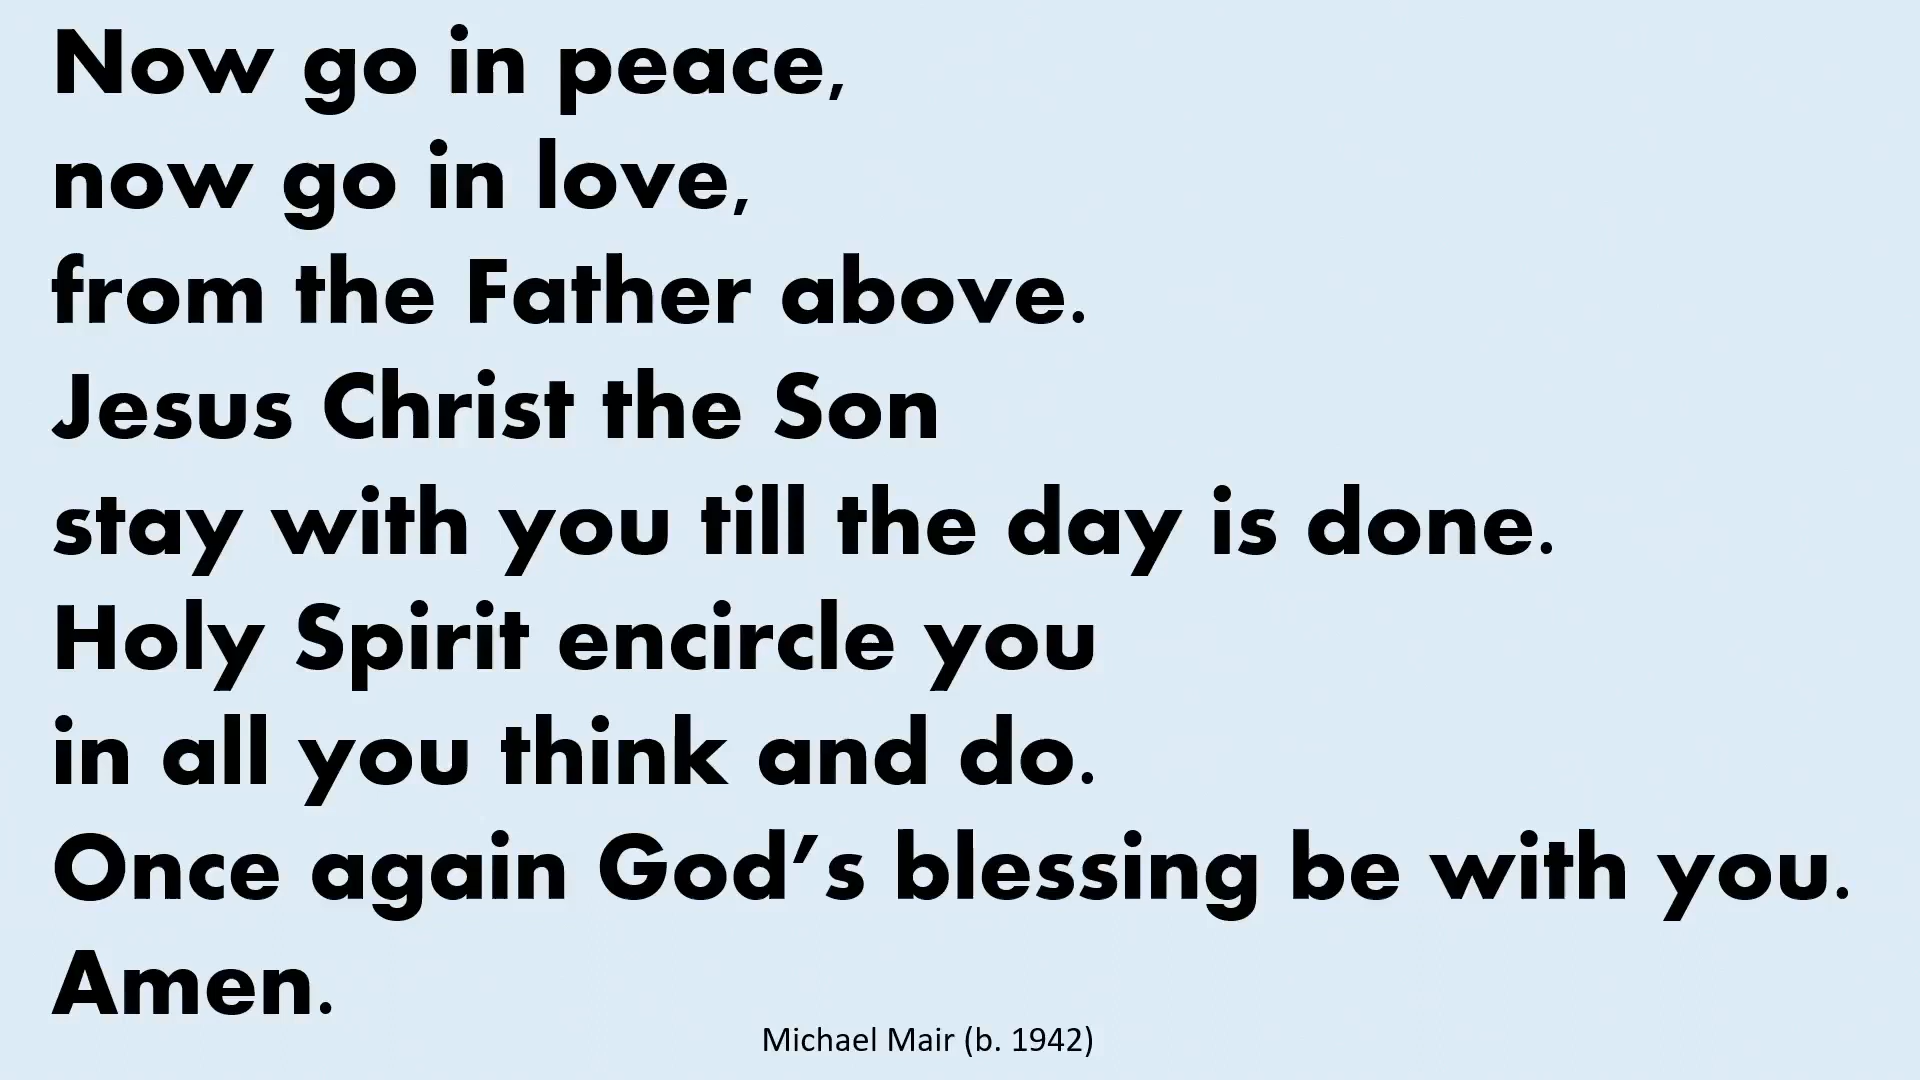 Now go in peace,
now go in love,
from the Father above.
Jesus Christ the Son
stay with you till the day is done.
Holy Spirit encircle you
in all you think and do.
Once again God’s blessing be with you.
Amen.
Michael Mair (b. 1942)